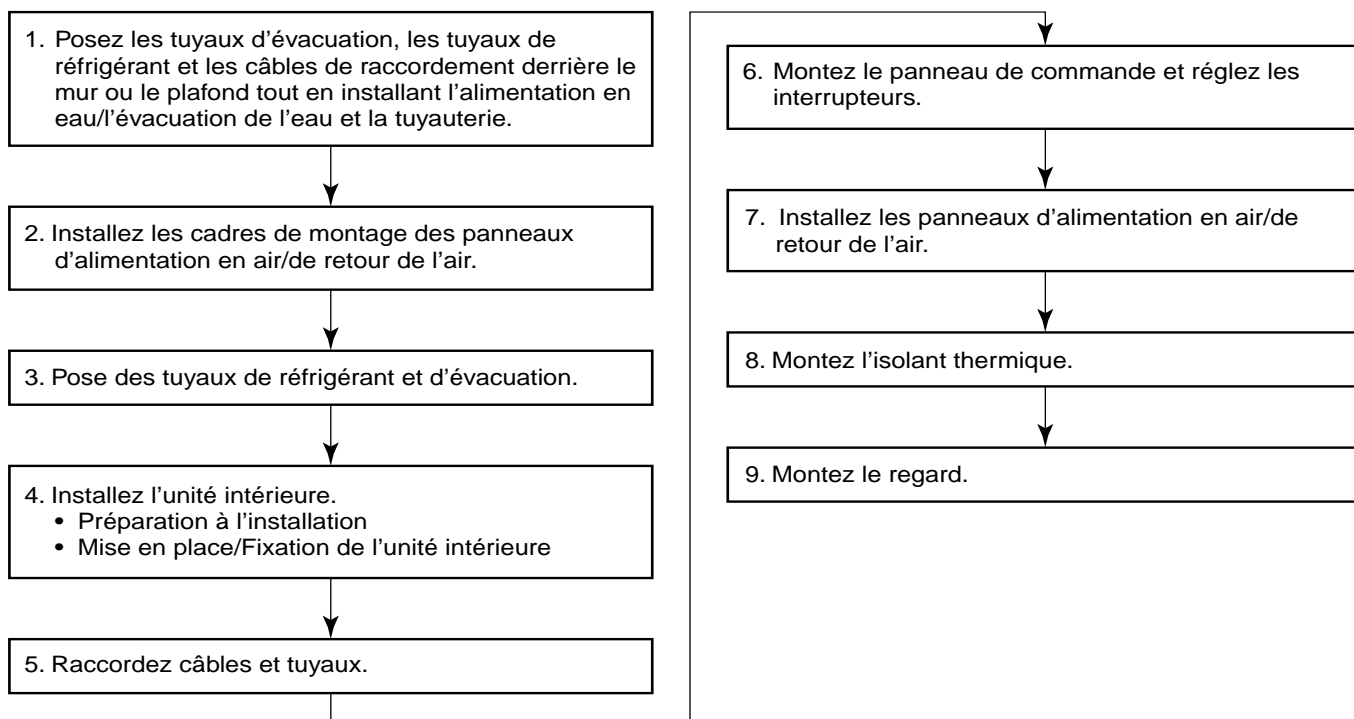 1. Posez les tuyaux d’évacuation, les tuyaux de
réfrigérant et les câbles de raccordement derrière le
mur ou le plafond tout en installant l’alimentation en
eau/l’évacuation de l’eau et la tuyauterie.
2. Installez les cadres de montage des panneaux
d’alimentation en air/de retour de l’air.
3. Pose des tuyaux de réfrigérant et d’évacuation.
4. Installez l’unité intérieure.
• Préparation à l’installation
• Mise en place/Fixation de l’unité intérieure
5. Raccordez câbles et tuyaux.
6. Montez le panneau de commande et réglez les
interrupteurs.
7. Installez les panneaux d’alimentation en air/de
retour de l’air.
8. Montez l’isolant thermique.
9. Montez le regard.